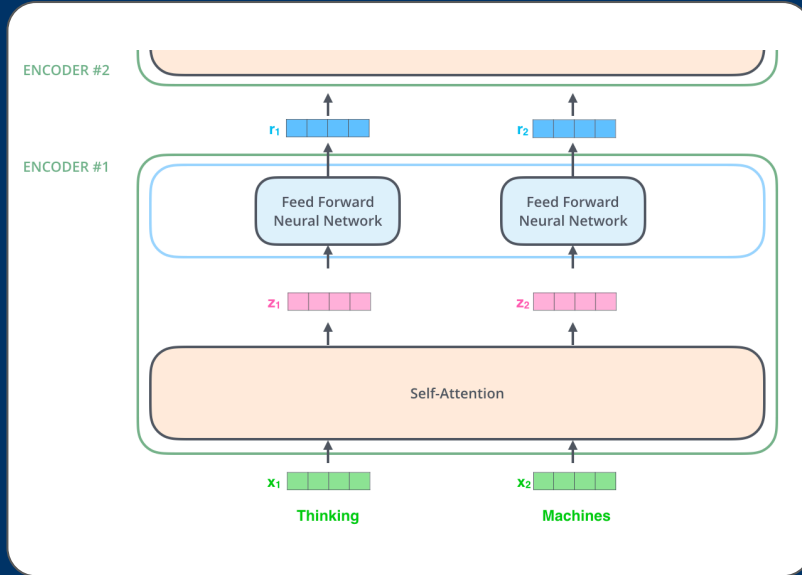 ENCODER #2
r₁
r₂
ENCODER #1
Feed Forward
Neural Network
Feed Forward
Neural Network
z₁
z₂
Self-Attention
x₁
x₂
Thinking
Machines